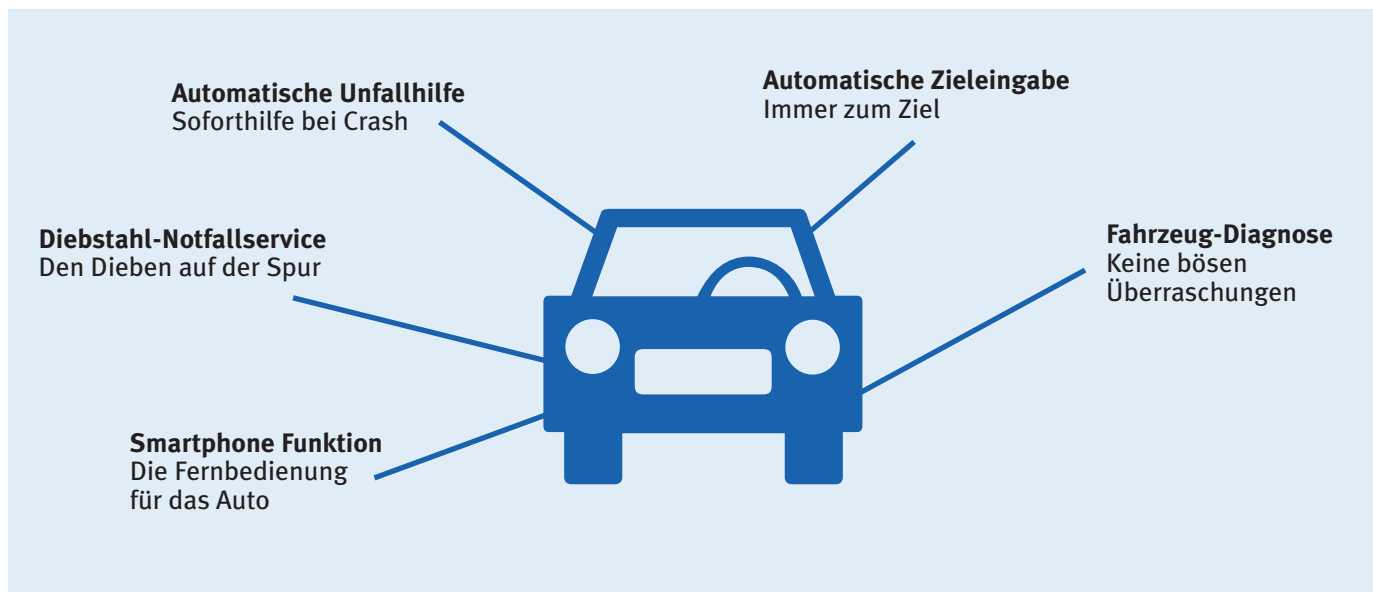 Automatische Unfallhilfe
Soforthilfe bei Crash
Automatische Zieleingabe
Immer zum Ziel
Diebstahl-Notfallservice
Den Dieben auf der Spur
Fahrzeug-Diagnose
Keine bösen
Überraschungen
Smartphone Funktion
Die Fernbedienung
für das Auto